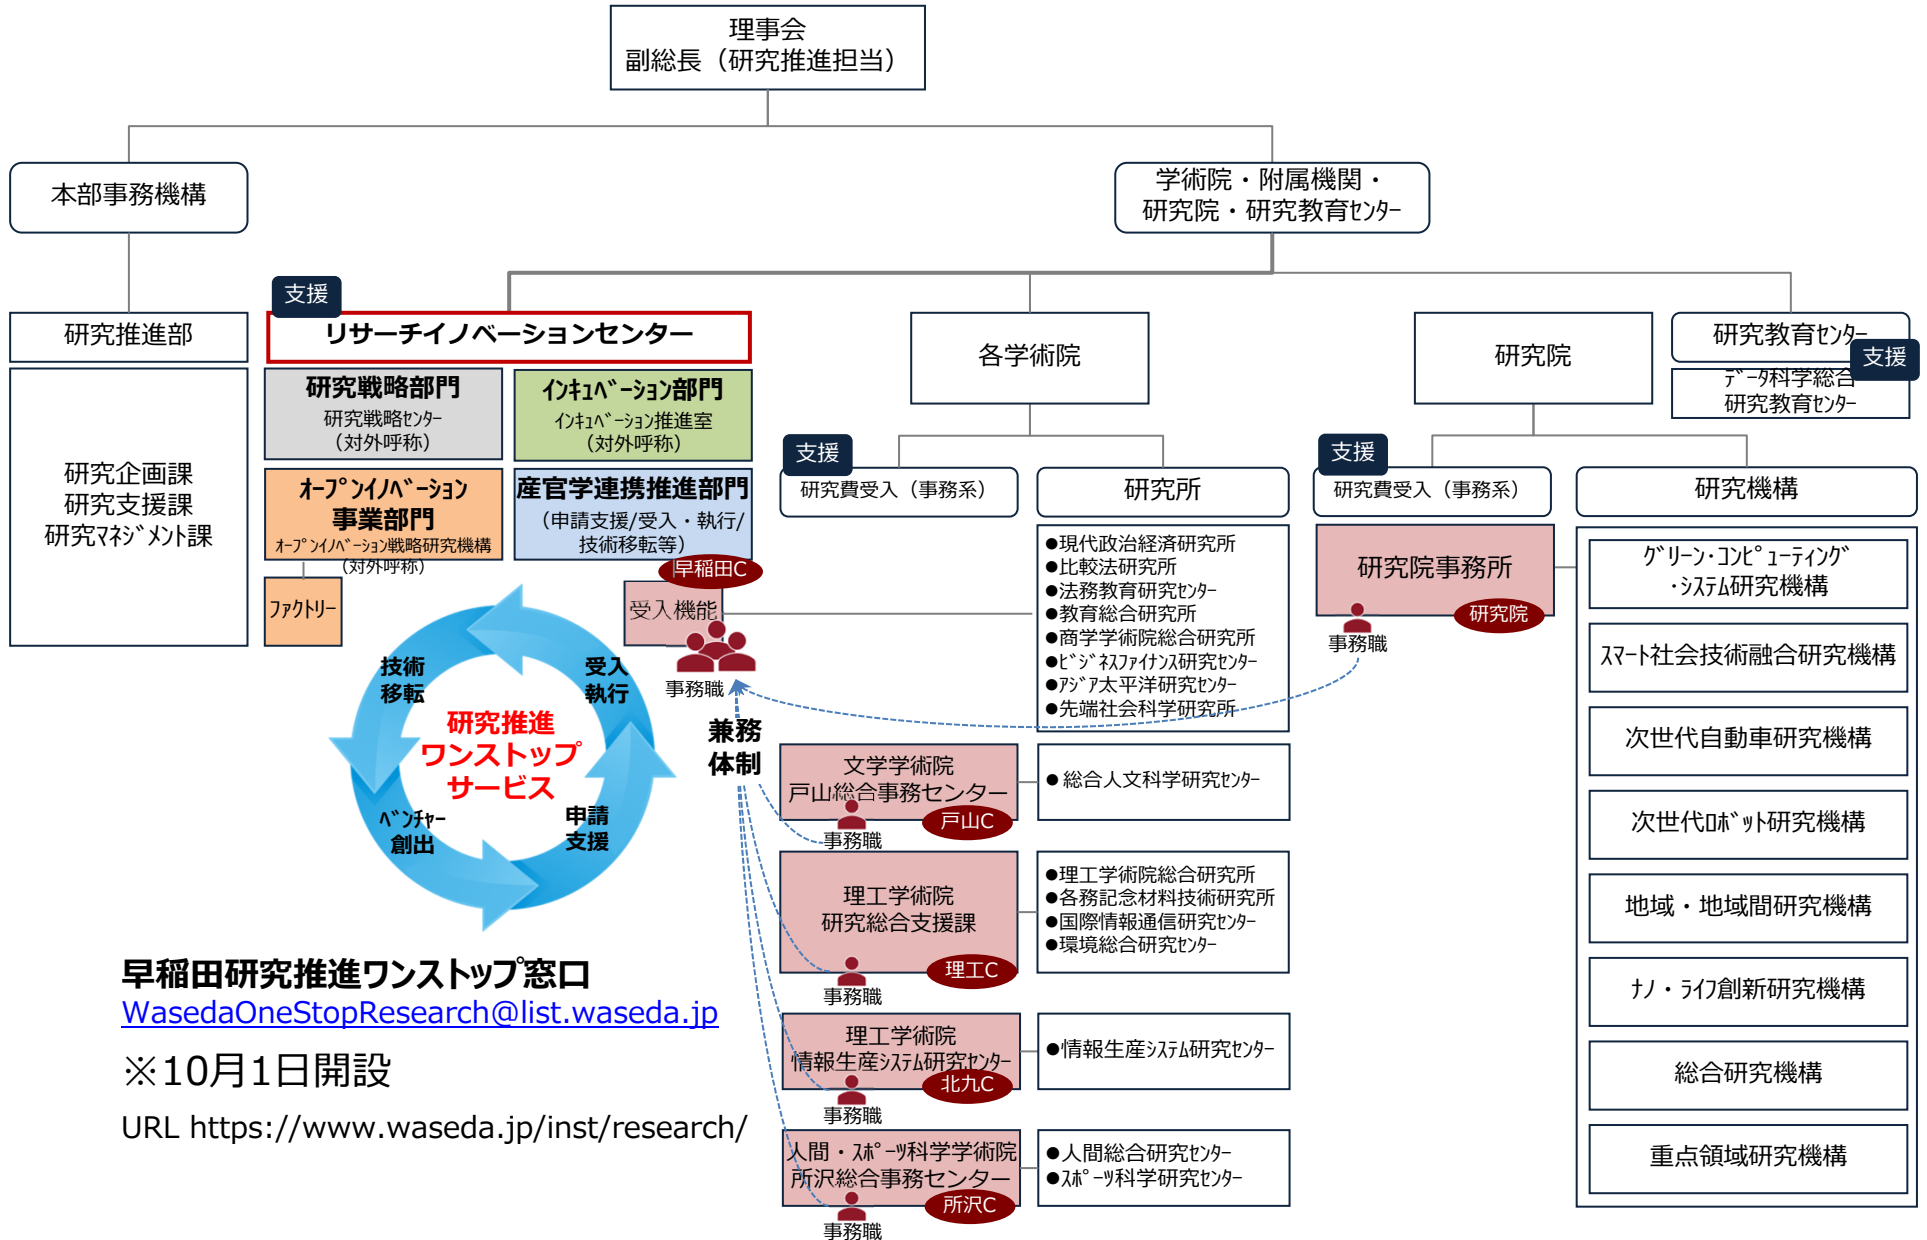 理事会
副総長（研究推進担当）
本部事務機構
学術院・附属機関・
研究院・研究教育ｾﾝﾀｰ
研究推進部
研究企画課
研究支援課
研究ﾏﾈｼﾞﾒﾝﾄ課
支援
リサーチイノベーションセンター
研究戦略部門
研究戦略ｾﾝﾀｰ
（対外呼称）
ｲﾝｷｭﾍﾞｰｼｮﾝ部門
ｲﾝｷｭﾍﾞｰｼｮﾝ推進室
（対外呼称）
ｵｰﾌﾟﾝｲﾉﾍﾞｰｼｮﾝ
事業部門
ｵｰﾌﾟﾝｲﾉﾍﾞｰｼｮﾝ戦略研究機構
（対外呼称）
産官学連携推進部門
（申請支援/受入・執行/
技術移転等）
ﾌｧｸﾄﾘｰ
早稲田C
受入機能
事務職
技術
移転
受入
執行
研究推進
ワンストップ
サービス
ﾍﾞﾝﾁｬｰ
創出
申請
支援
兼務
体制
早稲田研究推進ワンストップ窓口
WasedaOneStopResearch@list.waseda.jp
※10月1日開設
URL https://www.waseda.jp/inst/research/
各学術院
支援
研究費受入（事務系）
研究所
●現代政治経済研究所
●比較法研究所
●法務教育研究ｾﾝﾀｰ
●教育総合研究所
●商学学術院総合研究所
●ﾋﾞｼﾞﾈｽﾌｧｲﾅﾝｽ研究ｾﾝﾀｰ
●ｱｼﾞｱ太平洋研究ｾﾝﾀｰ
●先端社会科学研究所
文学学術院
戸山総合事務センター
戸山C
事務職
●総合人文科学研究ｾﾝﾀｰ
理工学術院
研究総合支援課
理工C
事務職
●理工学術院総合研究所
●各務記念材料技術研究所
●国際情報通信研究ｾﾝﾀｰ
●環境総合研究ｾﾝﾀｰ
理工学術院
情報生産ｼｽﾃﾑ研究ｾﾝﾀｰ
北九C
事務職
●情報生産ｼｽﾃﾑ研究ｾﾝﾀｰ
人間・ｽﾎﾟｰﾂ科学学術院
所沢総合事務センター
所沢C
事務職
●人間総合研究ｾﾝﾀｰ
●ｽﾎﾟｰﾂ科学研究ｾﾝﾀｰ
研究院
支援
研究費受入（事務系）
研究院事務所
研究院
事務職
研究機構
ｸﾞﾘｰﾝ･ｺﾝﾋﾟｭｰﾃｨﾝｸﾞ
･ｼｽﾃﾑ研究機構
ｽﾏｰﾄ社会技術融合研究機構
次世代自動車研究機構
次世代ﾛﾎﾞｯﾄ研究機構
地域・地域間研究機構
ﾅﾉ・ﾗｲﾌ創新研究機構
総合研究機構
重点領域研究機構
研究教育ｾﾝﾀｰ
支援
ﾃﾞｰﾀ科学総合
研究教育ｾﾝﾀｰ